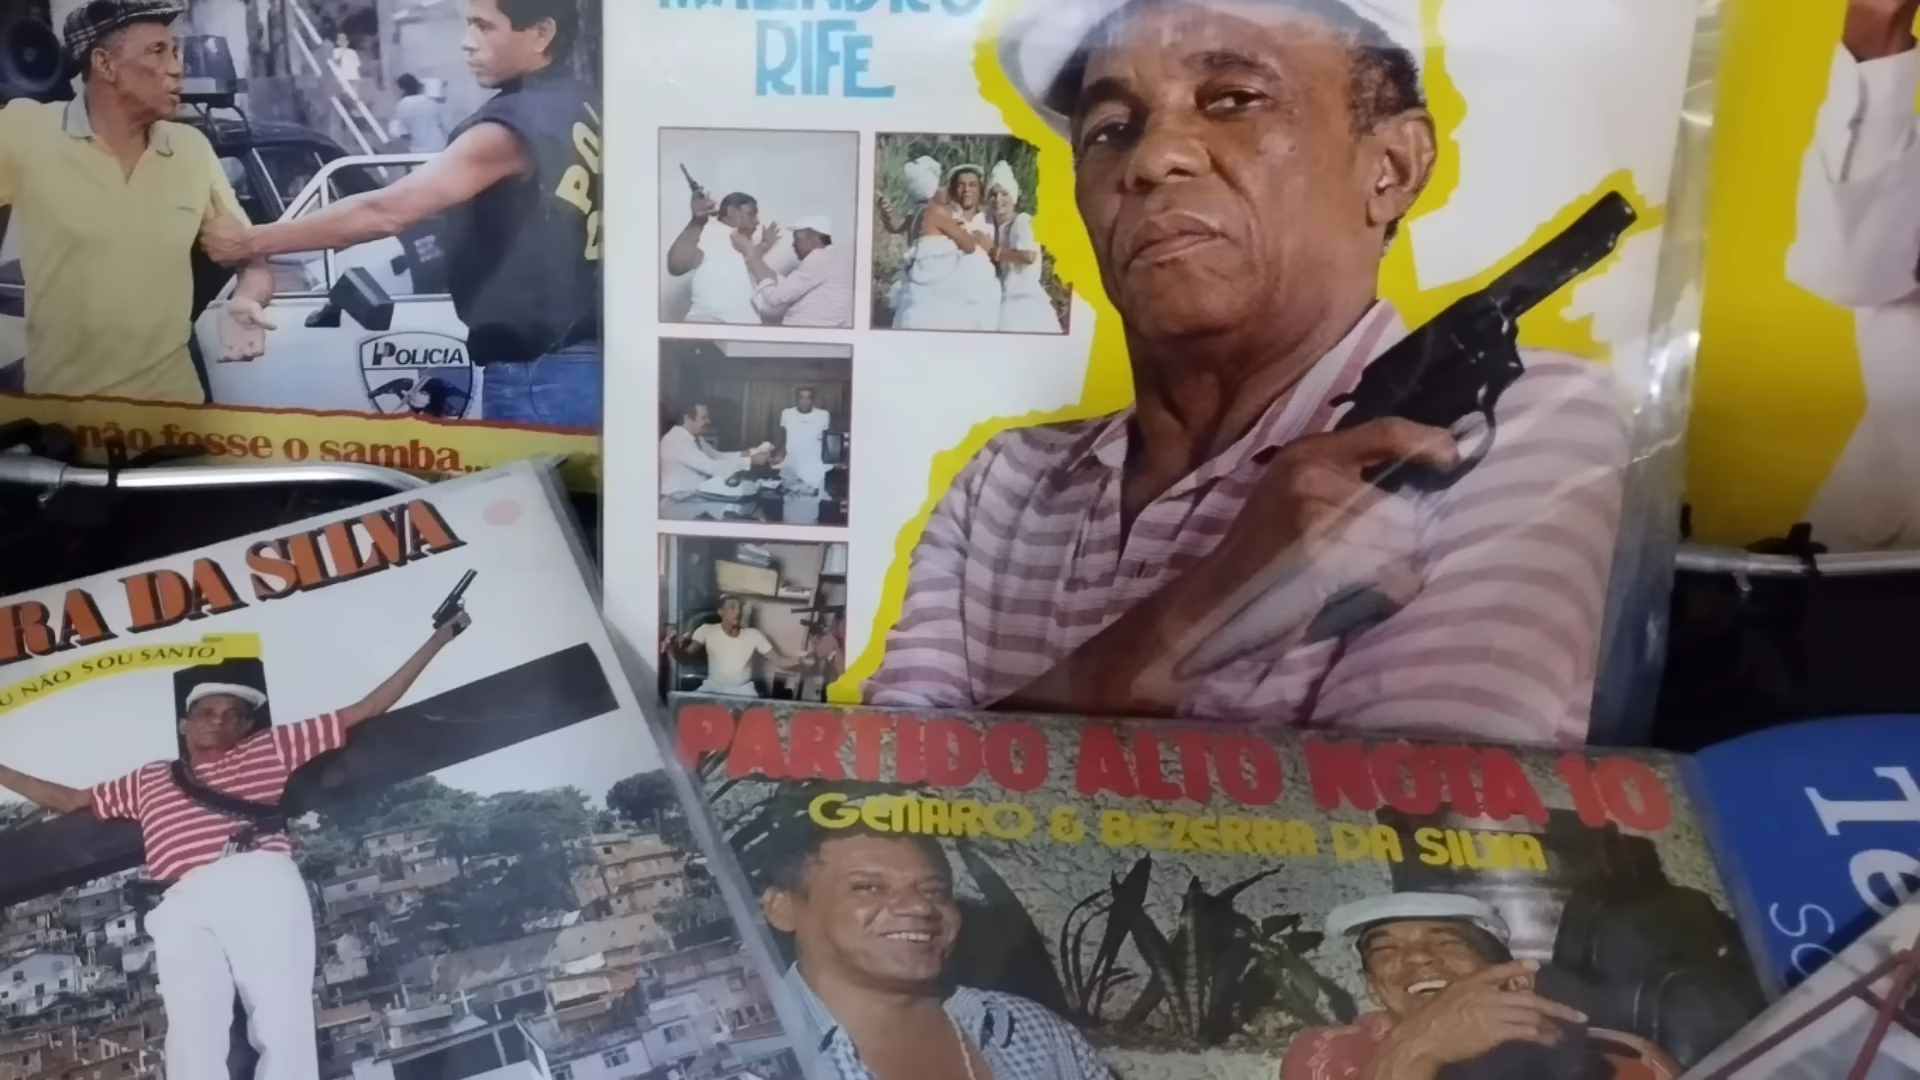 RIFE
PO
POLICIA
não fosse o samba...
RA DA SILVA
U NÃO SOU SANTO
PARTIDO ALTO NOTA 10
GENARO & BEZERRA DA SILVA